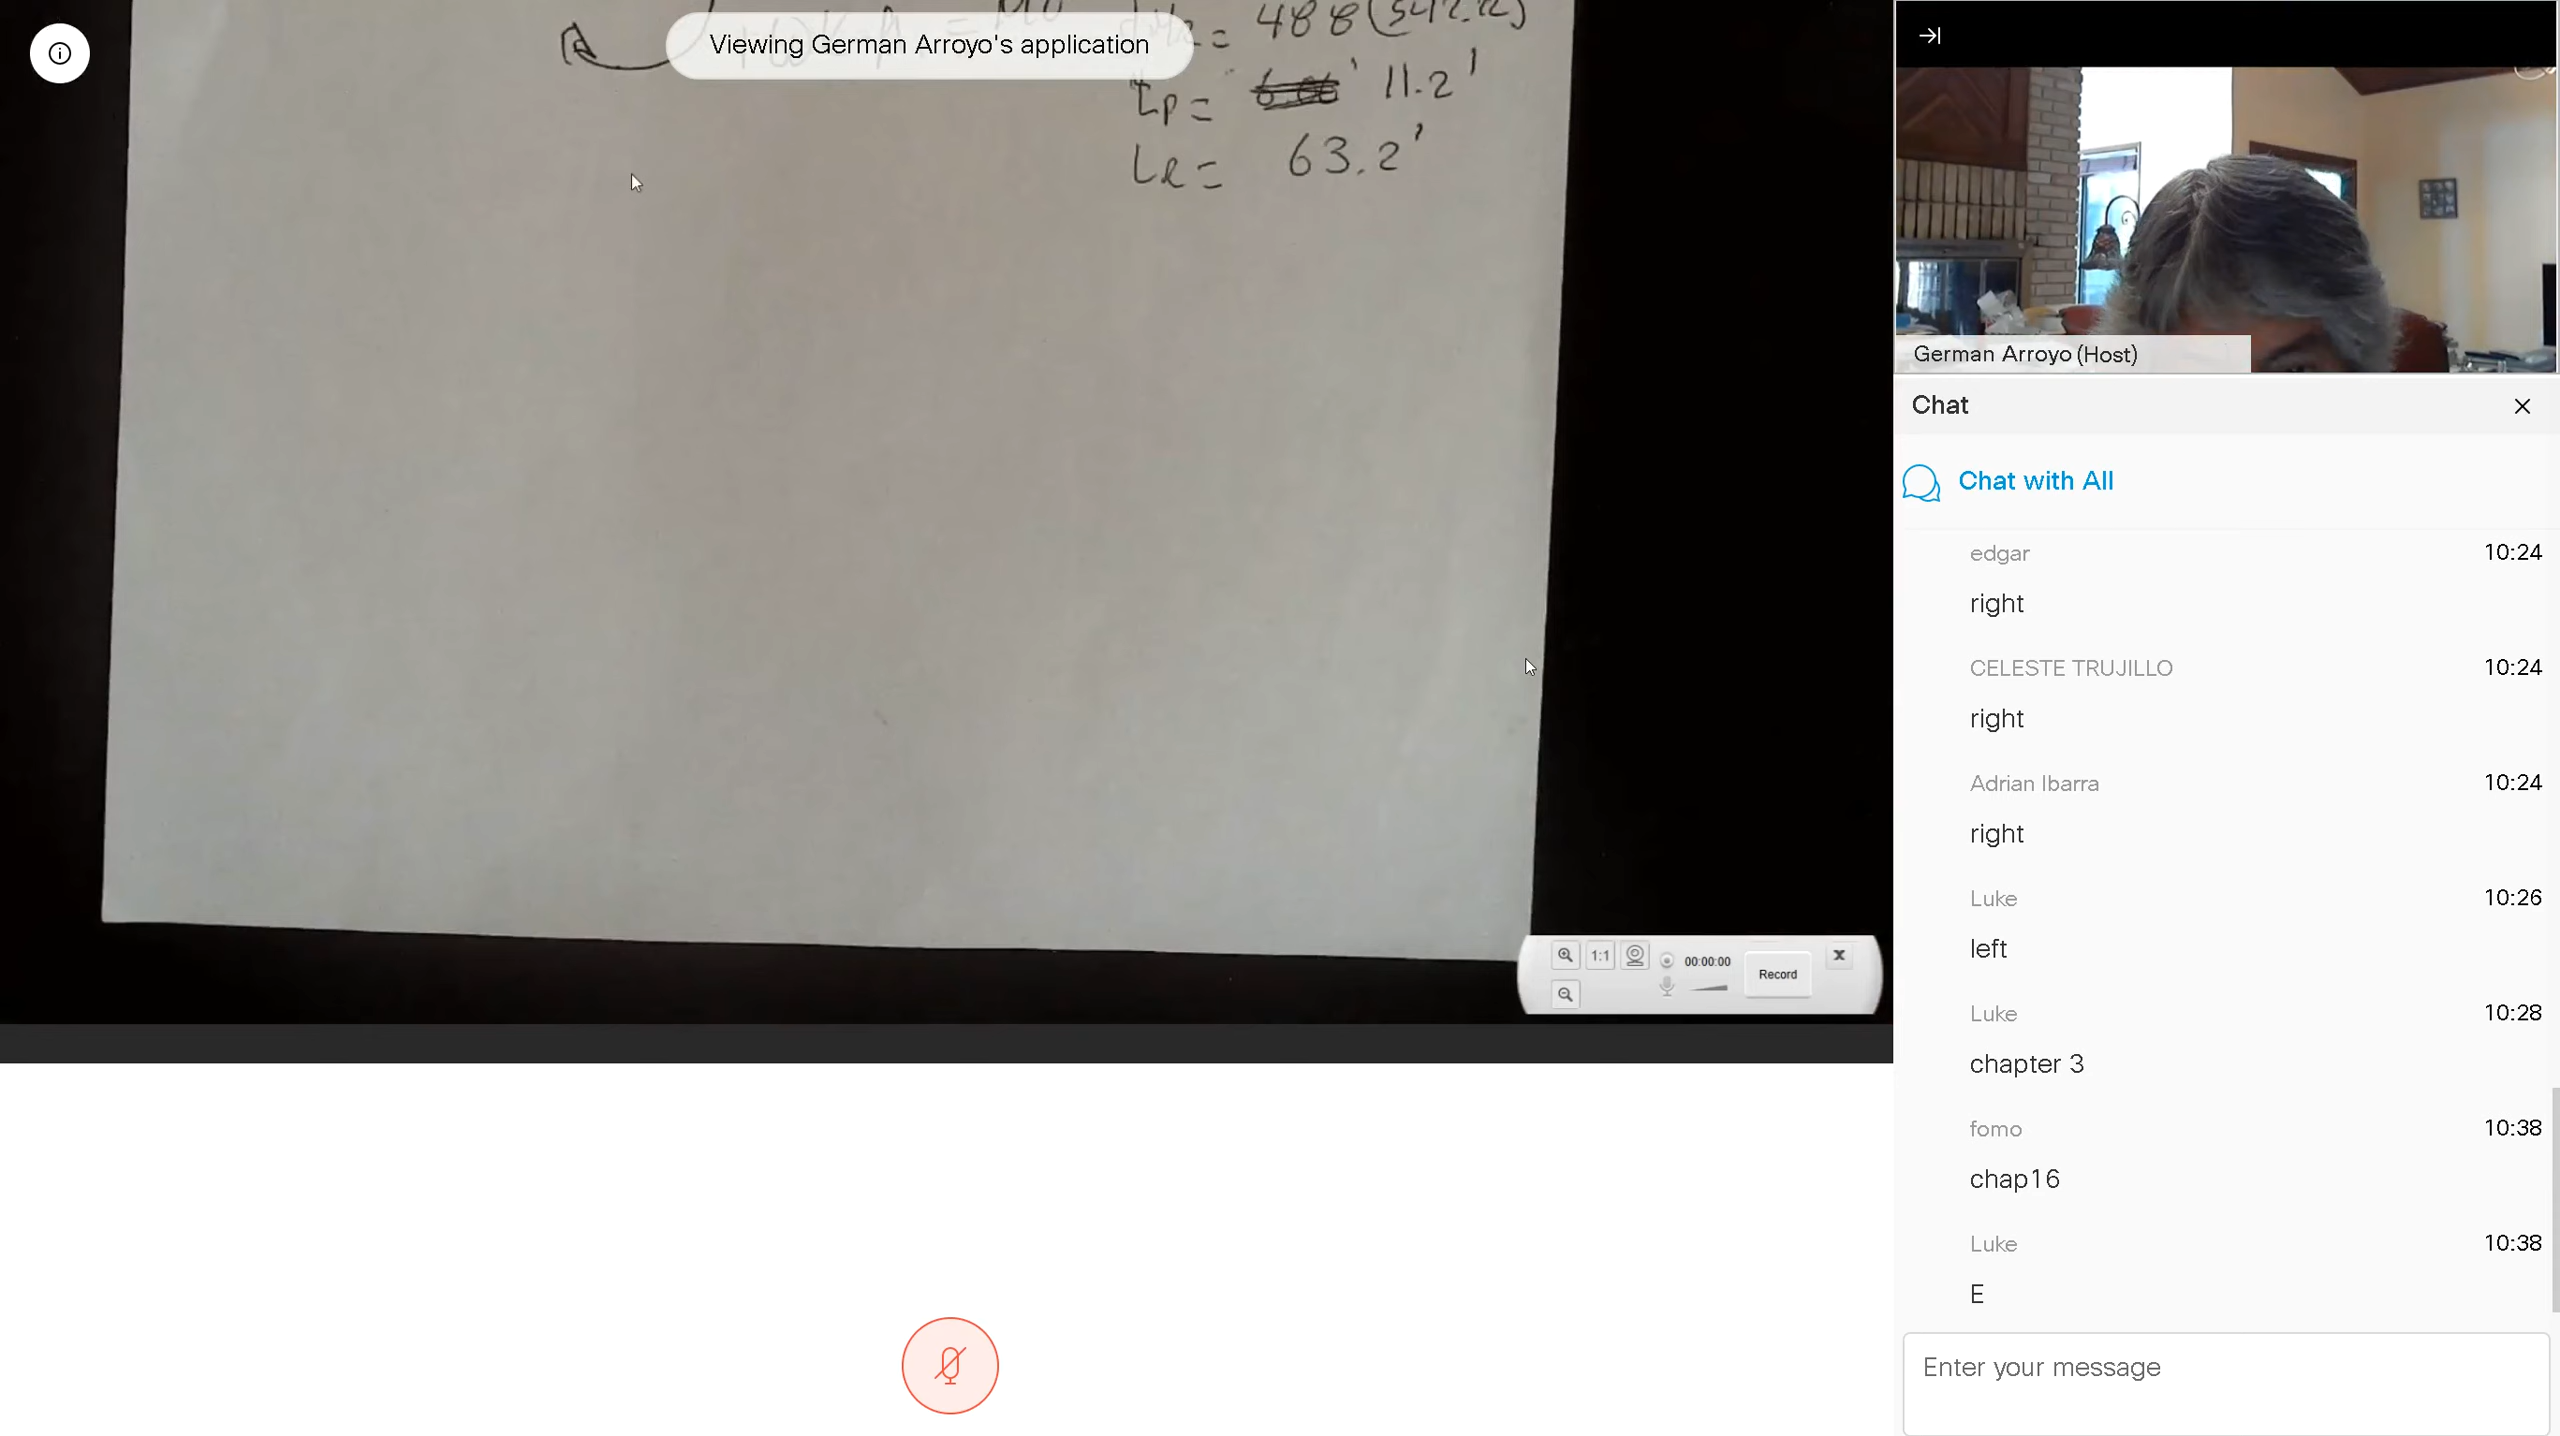 Viewing German Arroyo's application
= 488(
Lp = 11.2'
Lr = 63.2'
1:1
00:00:00
Record
X
German Arroyo (Host)
Chat
Chat with All
edgar 10:24
right
CELESTE TRUJILLO 10:24
right
Adrian Ibarra 10:24
right
Luke 10:26
left
Luke 10:28
chapter 3
fomo 10:38
chap16
Luke 10:38
E
Enter your message